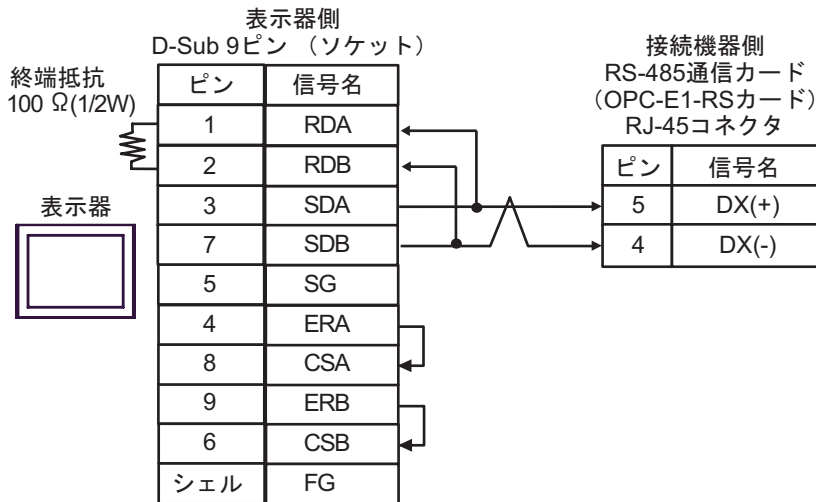 表示器側
D-Sub 9ピン （ソケット）
終端抵抗
100 Ω(1/2W)
表示器
ピン 信号名
1 RDA
2 RDB
3 SDA
7 SDB
5 SG
4 ERA
8 CSA
9 ERB
6 CSB
シェル FG
接続機器側
RS-485通信カード
（OPC-E1-RSカード）
RJ-45コネクタ
ピン 信号名
5 DX(+)
4 DX(-)